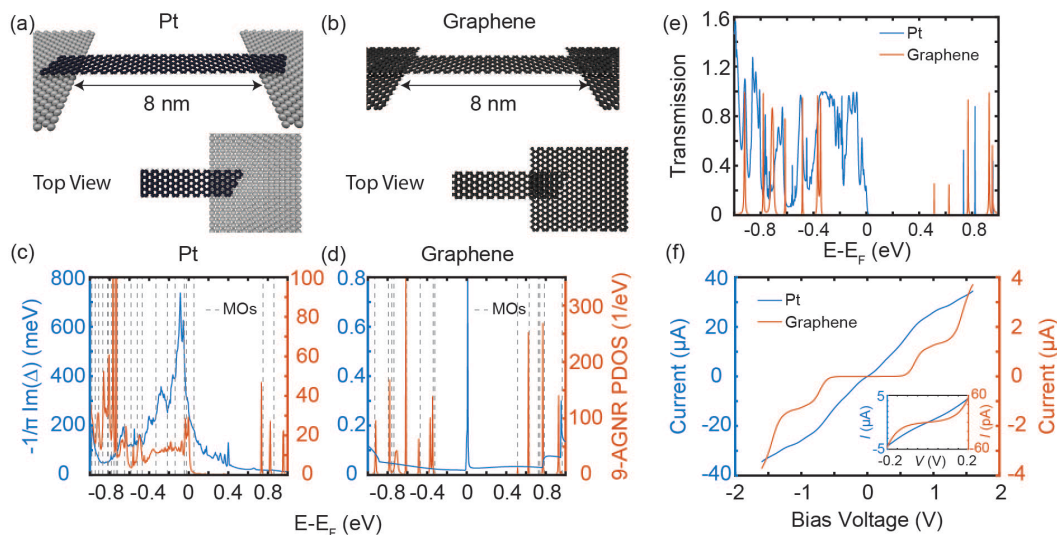 (a) Pt
8 nm
Top View
(b) Graphene
8 nm
Top View
(c) Pt
-1/π Im(Δ) (meV)
800
600
400
200
0
MOs
100
80
60
40
20
0
-0.8 -0.4 0 0.4 0.8
(d) Graphene
0.8
0.6
0.4
0.2
0
MOs
300
200
100
0
9-AGNR PDOS (1/eV)
-0.8 -0.4 0 0.4 0.8
E-E_F (eV)
(e)
Transmission
1.6
1.2
0.8
0.4
0
Pt
Graphene
-0.8 -0.4 0 0.4 0.8
E-E_F (eV)
(f)
Current (μA)
40
20
0
-20
-40
Pt
Graphene
4
2
0
-2
-4
Current (μA)
I (μA)
5
-5
60
-60
I (pA)
-0.2 V (V) 0.2
-2 -1 0 1 2
Bias Voltage (V)